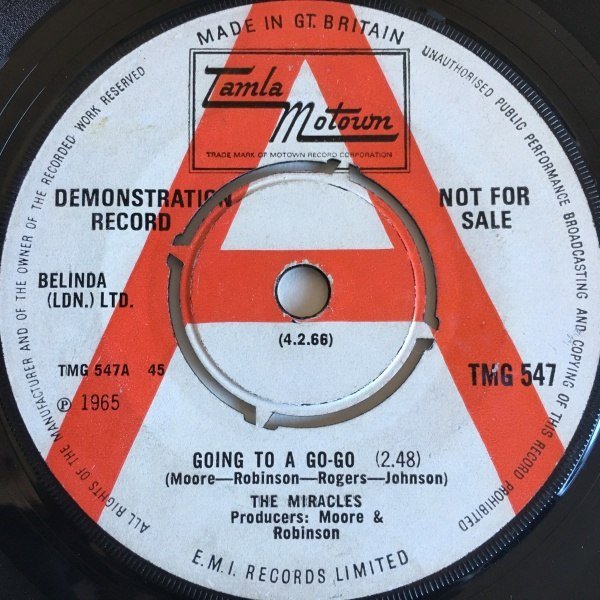 MADE IN GT. BRITAIN
UNAUTHORISED PUBLIC PERFORMANCE BROADCASTING AND COPYING OF THIS RECORD PROHIBITED
ALL RIGHTS OF THE MANUFACTURER AND OF THE OWNER OF THE RECORDED WORK RESERVED
Tamla
Motown
TRADE MARK OF MOTOWN RECORD CORPORATION
DEMONSTRATION
RECORD
NOT FOR
SALE
BELINDA
(LDN.) LTD.
(4.2.66)
TMG 547A 45
TMG 547
Ⓟ 1965
GOING TO A GO-GO (2.48)
(Moore—Robinson—Rogers—Johnson)
THE MIRACLES
Producers: Moore &
Robinson
E.M.I. RECORDS LIMITED